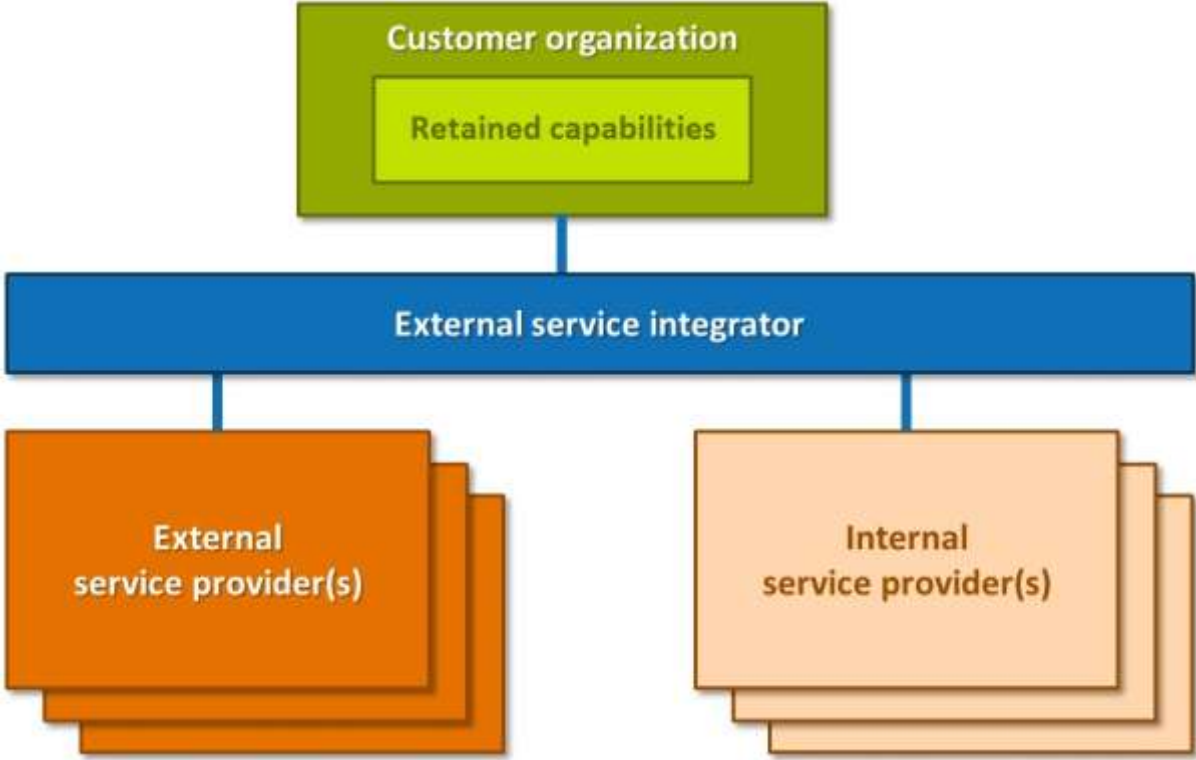 Customer organization
Retained capabilities
External service integrator
External
service provider(s)
Internal
service provider(s)